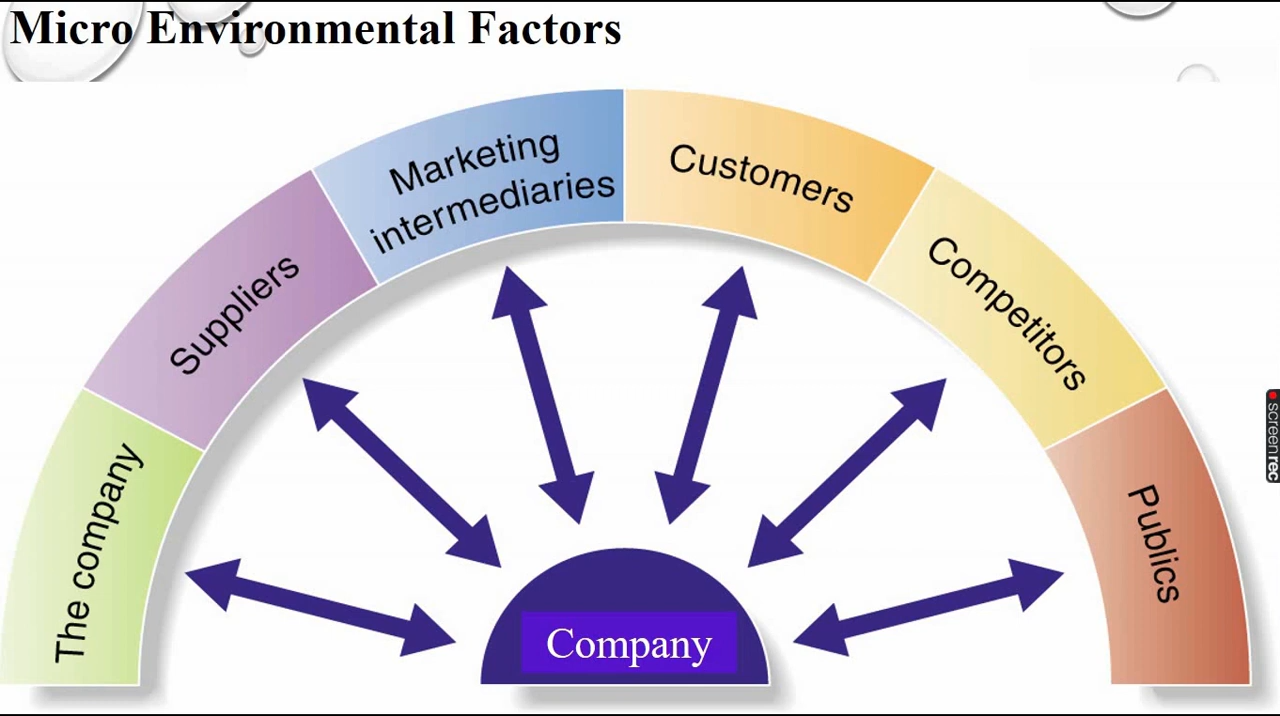 Micro Environmental Factors
The company
Suppliers
Marketing
intermediaries
Customers
Competitors
Publics
Company
screenrec